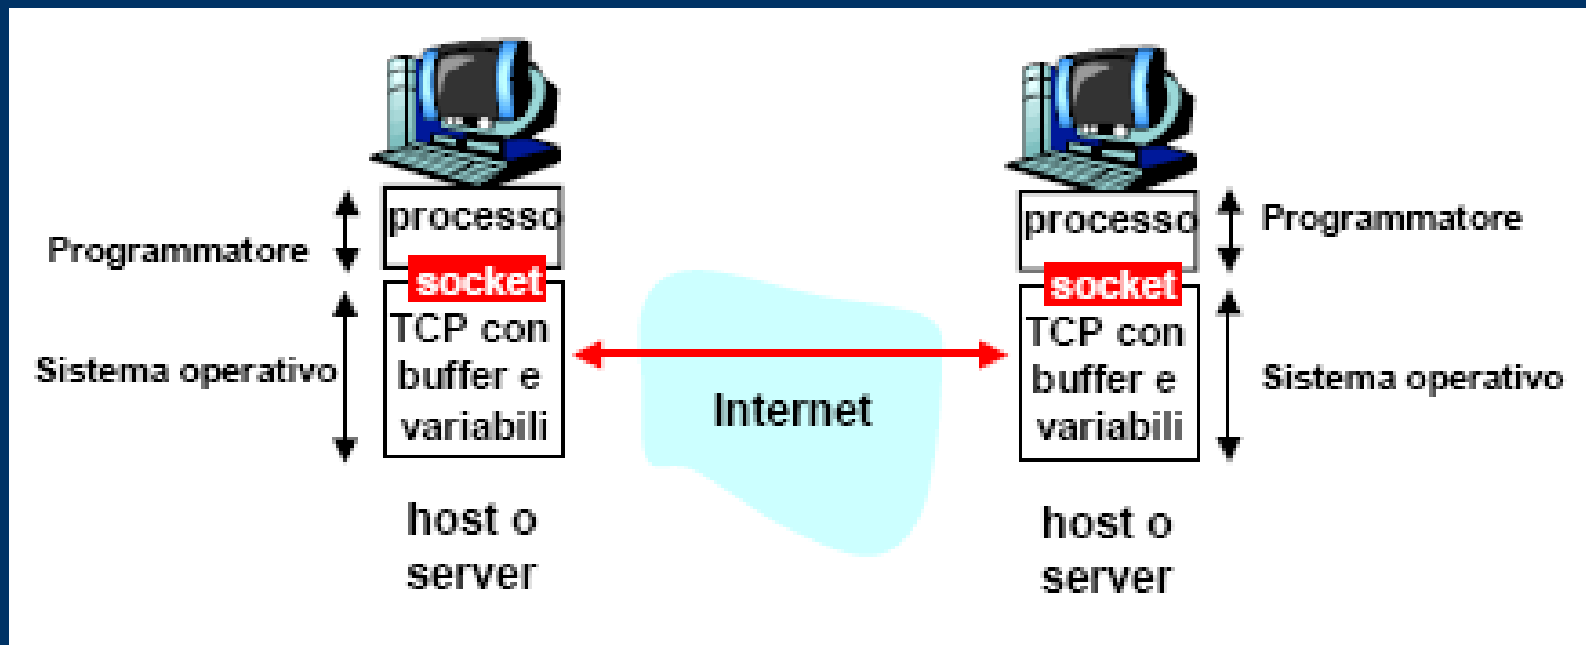 Programmatore
Sistema operativo
processo
socket
TCP con
buffer e
variabili
host o
server
Internet
processo
socket
TCP con
buffer e
variabili
host o
server
Programmatore
Sistema operativo